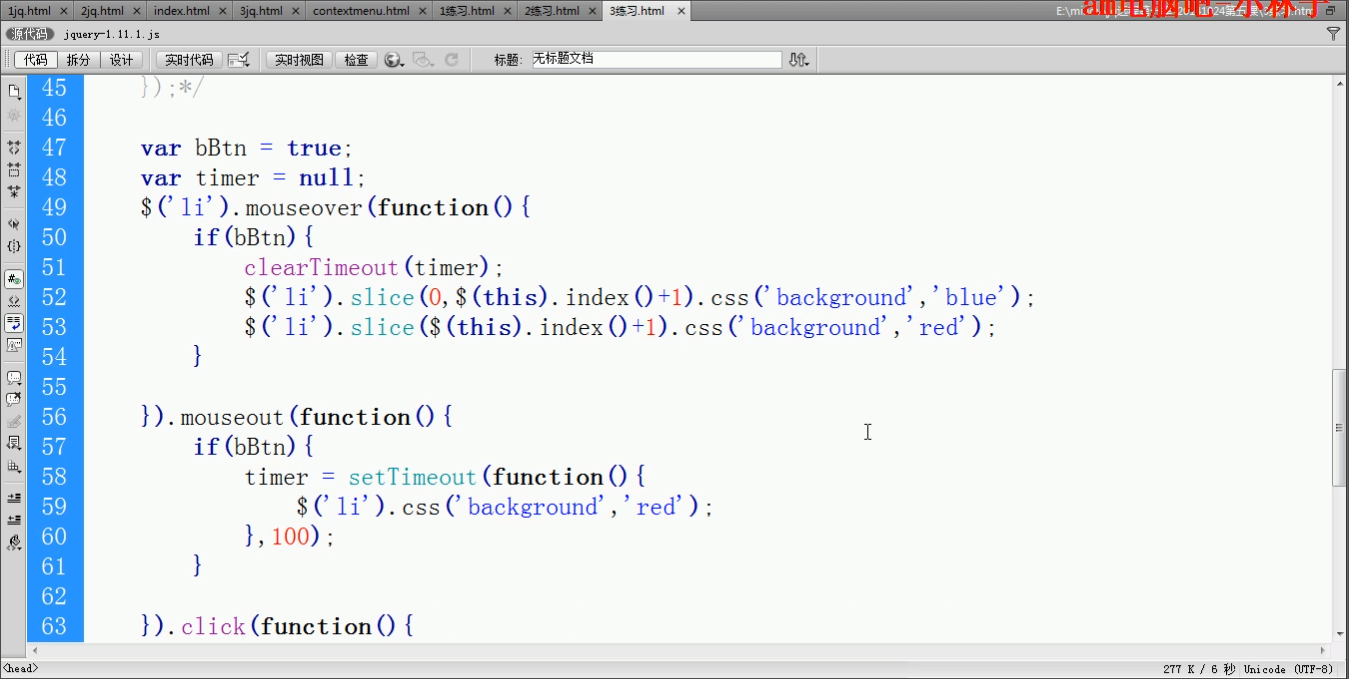 1jq.html × 2jq.html × index.html × 3jq.html × contextmenu.html × 1练习.html × 2练习.html × 3练习.html ×
源代码 jquery-1.11.1.js
代码 拆分 设计 实时代码 实时视图 检查 标题: 无标题文档
45 });*/
46
47 var bBtn = true;
48 var timer = null;
49 $('li').mouseover(function(){
50 if(bBtn){
51 clearTimeout(timer);
52 $('li').slice(0,$(this).index()+1).css('background','blue');
53 $('li').slice($(this).index()+1).css('background','red');
54 }
55
56 }).mouseout(function(){
57 if(bBtn){
58 timer = setTimeout(function(){
59 $('li').css('background','red');
60 },100);
61 }
62
63 }).click(function(){
<head> 277 K / 6 秒 Unicode (UTF-8)